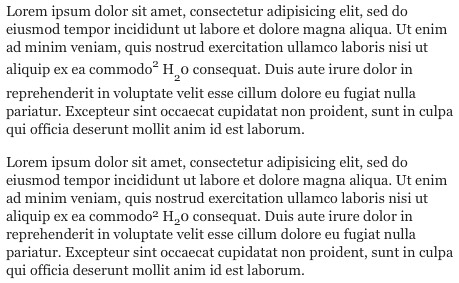 Lorem ipsum dolor sit amet, consectetur adipisicing elit, sed do
eiusmod tempor incididunt ut labore et dolore magna aliqua. Ut enim
ad minim veniam, quis nostrud exercitation ullamco laboris nisi ut
aliquip ex ea commodo² H₂0 consequat. Duis aute irure dolor in
reprehenderit in voluptate velit esse cillum dolore eu fugiat nulla
pariatur. Excepteur sint occaecat cupidatat non proident, sunt in culpa
qui officia deserunt mollit anim id est laborum.

Lorem ipsum dolor sit amet, consectetur adipisicing elit, sed do
eiusmod tempor incididunt ut labore et dolore magna aliqua. Ut enim
ad minim veniam, quis nostrud exercitation ullamco laboris nisi ut
aliquip ex ea commodo² H₂0 consequat. Duis aute irure dolor in
reprehenderit in voluptate velit esse cillum dolore eu fugiat nulla
pariatur. Excepteur sint occaecat cupidatat non proident, sunt in culpa
qui officia deserunt mollit anim id est laborum.